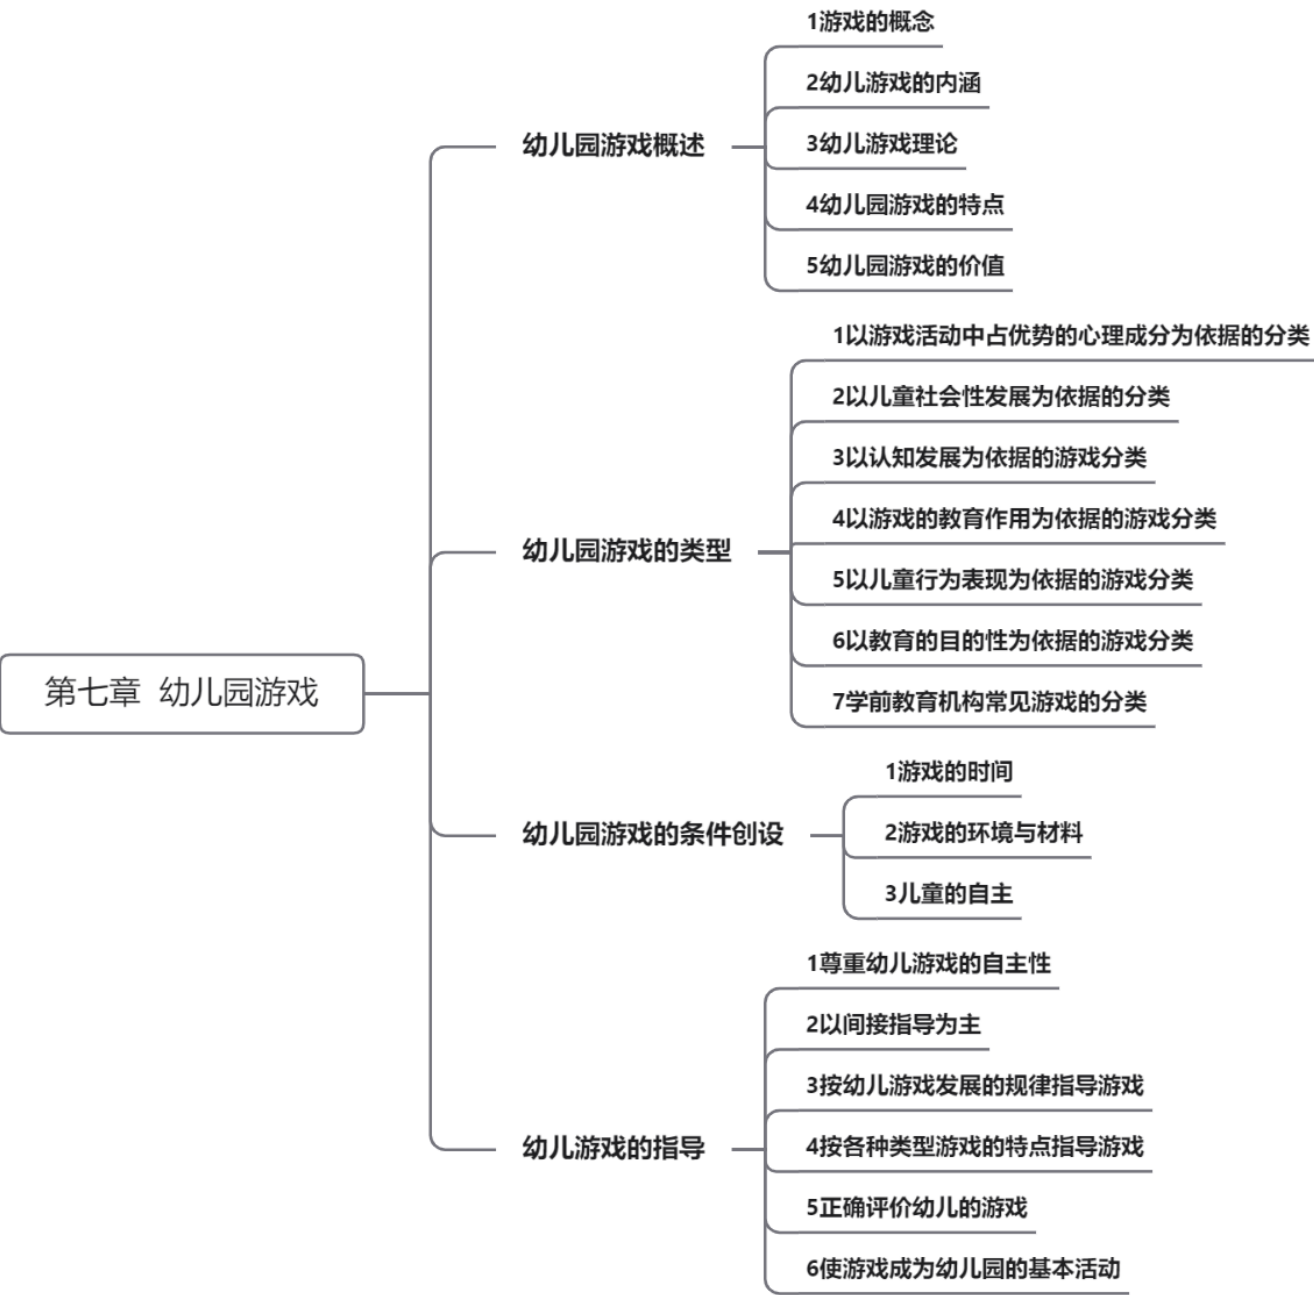 第七章 幼儿园游戏
幼儿园游戏概述
1游戏的概念
2幼儿游戏的内涵
3幼儿游戏理论
4幼儿园游戏的特点
5幼儿园游戏的价值
幼儿园游戏的类型
1以游戏活动中占优势的心理成分为依据的分类
2以儿童社会性发展为依据的分类
3以认知发展为依据的游戏分类
4以游戏的教育作用为依据的游戏分类
5以儿童行为表现为依据的游戏分类
6以教育的目的性为依据的游戏分类
7学前教育机构常见游戏的分类
幼儿园游戏的条件创设
1游戏的时间
2游戏的环境与材料
3儿童的自主
幼儿游戏的指导
1尊重幼儿游戏的自主性
2以间接指导为主
3按幼儿游戏发展的规律指导游戏
4按各种类型游戏的特点指导游戏
5正确评价幼儿的游戏
6使游戏成为幼儿园的基本活动